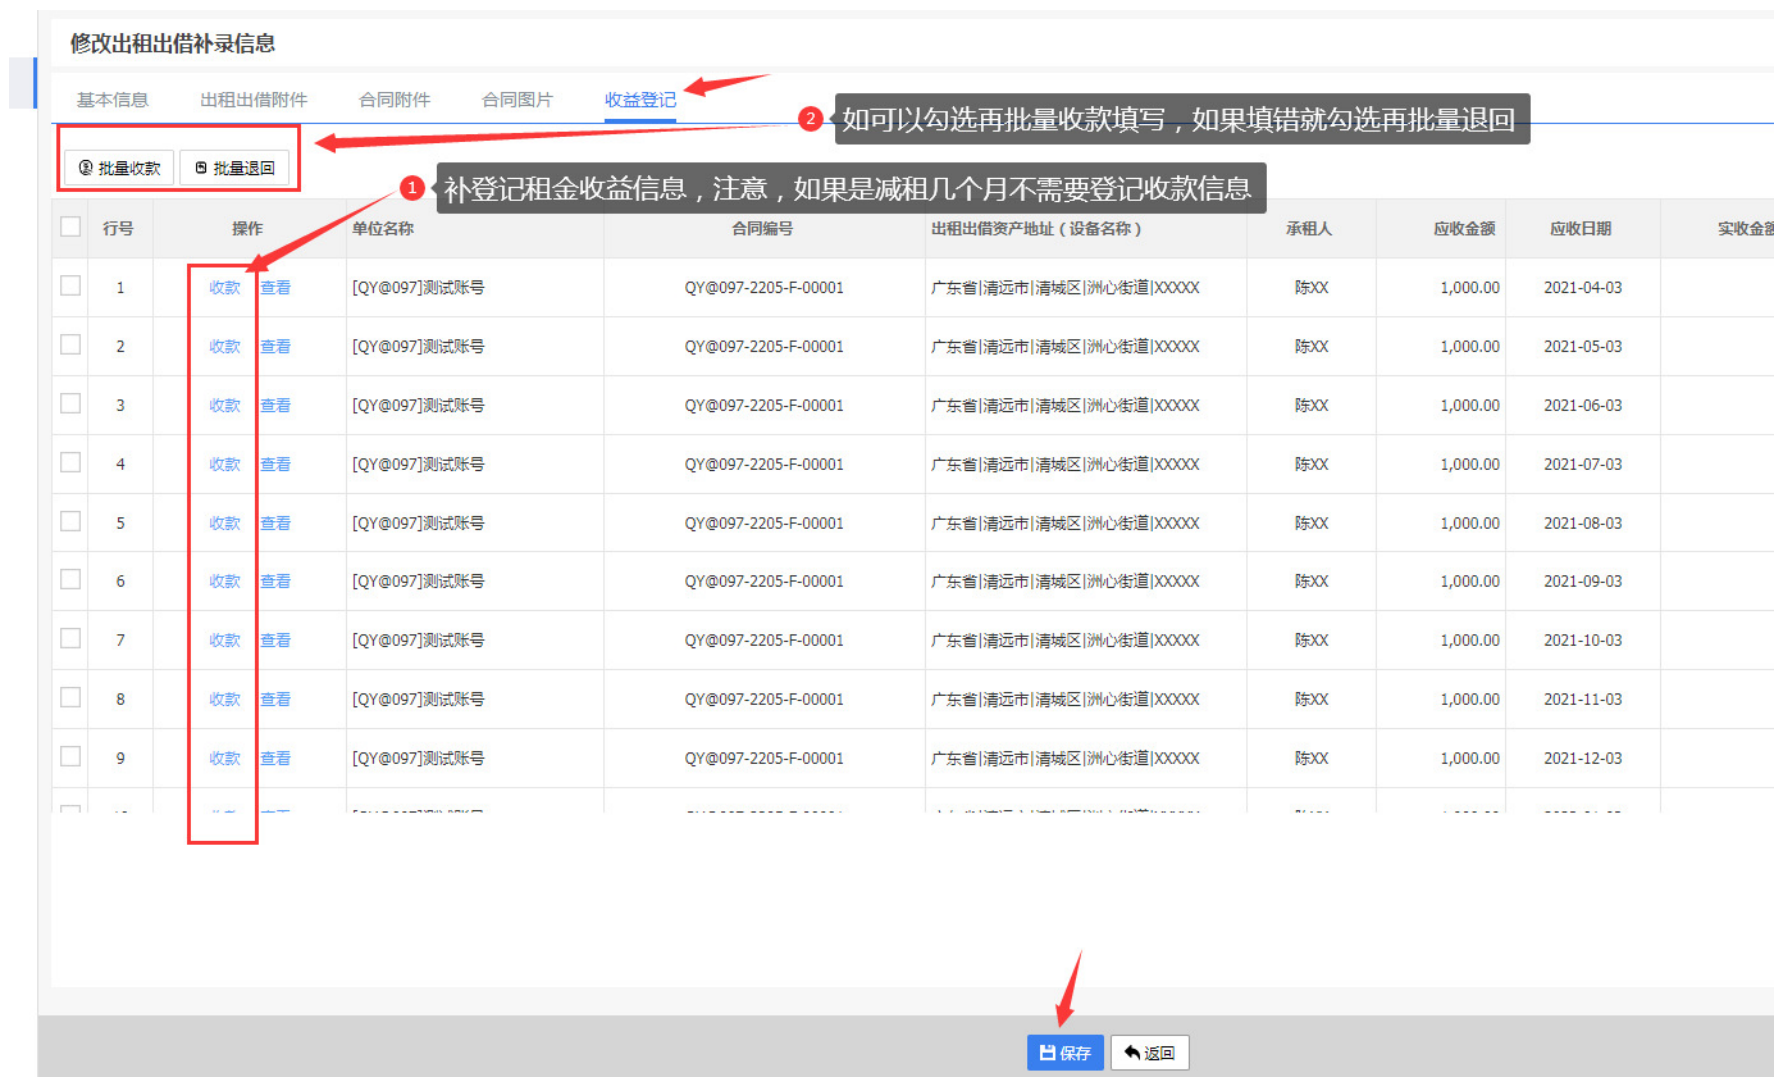 修改出租出借补录信息
基本信息 出租出借附件 合同附件 合同图片 收益登记
2 如可以勾选再批量收款填写，如果填错就勾选再批量退回
批量收款 批量退回
1 补登记租金收益信息，注意，如果是减租几个月不需要登记收款信息
行号 操作 单位名称 合同编号 出租出借资产地址（设备名称） 承租人 应收金额 应收日期 实收金额
1 收款 查看 [QY@097]测试账号 QY@097-2205-F-00001 广东省|清远市|清城区|洲心街道|XXXXX 陈XX 1,000.00 2021-04-03
2 收款 查看 [QY@097]测试账号 QY@097-2205-F-00001 广东省|清远市|清城区|洲心街道|XXXXX 陈XX 1,000.00 2021-05-03
3 收款 查看 [QY@097]测试账号 QY@097-2205-F-00001 广东省|清远市|清城区|洲心街道|XXXXX 陈XX 1,000.00 2021-06-03
4 收款 查看 [QY@097]测试账号 QY@097-2205-F-00001 广东省|清远市|清城区|洲心街道|XXXXX 陈XX 1,000.00 2021-07-03
5 收款 查看 [QY@097]测试账号 QY@097-2205-F-00001 广东省|清远市|清城区|洲心街道|XXXXX 陈XX 1,000.00 2021-08-03
6 收款 查看 [QY@097]测试账号 QY@097-2205-F-00001 广东省|清远市|清城区|洲心街道|XXXXX 陈XX 1,000.00 2021-09-03
7 收款 查看 [QY@097]测试账号 QY@097-2205-F-00001 广东省|清远市|清城区|洲心街道|XXXXX 陈XX 1,000.00 2021-10-03
8 收款 查看 [QY@097]测试账号 QY@097-2205-F-00001 广东省|清远市|清城区|洲心街道|XXXXX 陈XX 1,000.00 2021-11-03
9 收款 查看 [QY@097]测试账号 QY@097-2205-F-00001 广东省|清远市|清城区|洲心街道|XXXXX 陈XX 1,000.00 2021-12-03
保存 返回